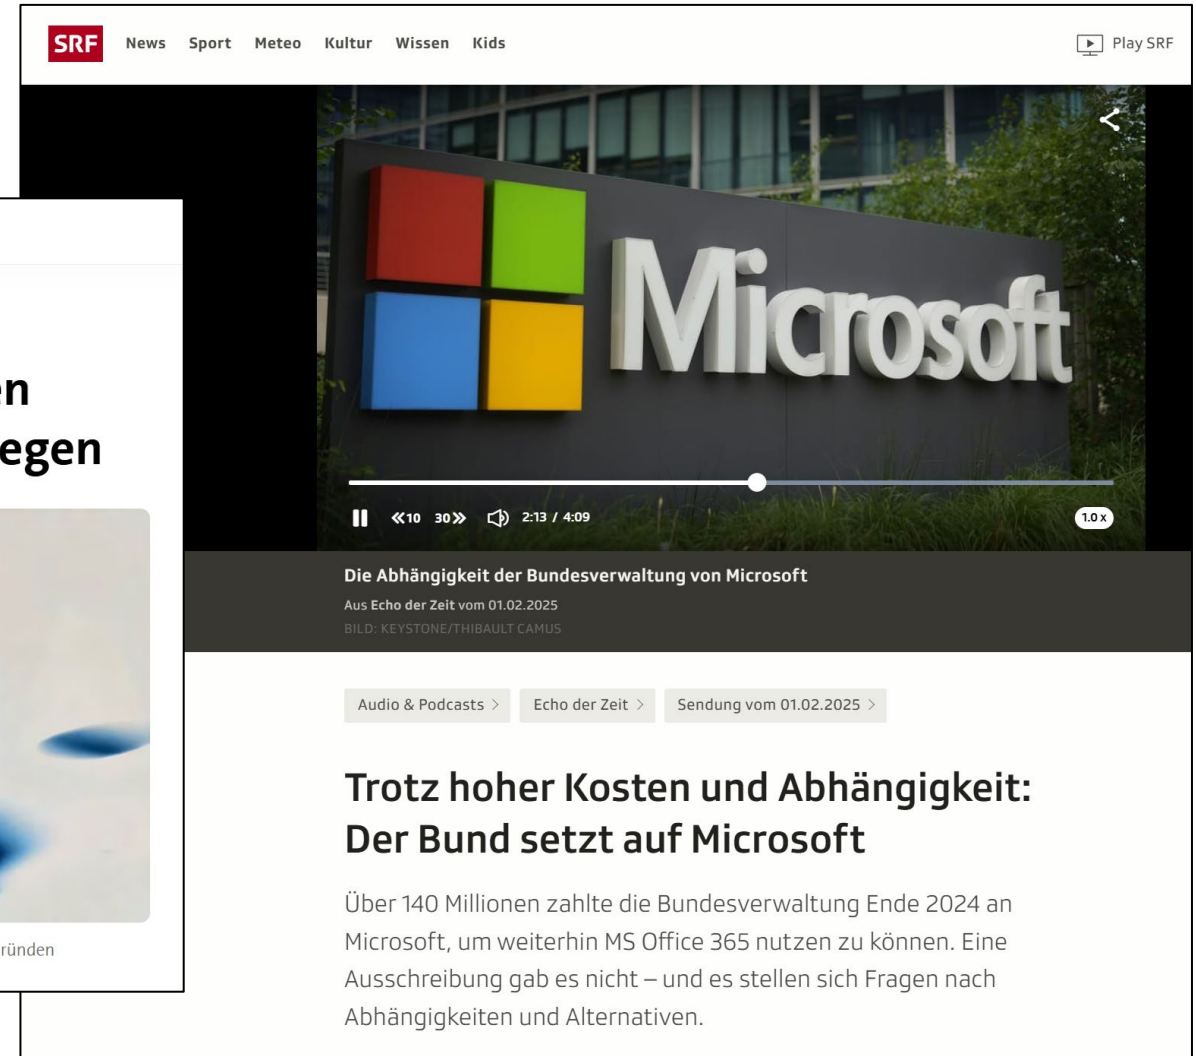 SRF News Sport Meteo Kultur Wissen Kids Play SRF
Microsoft
10 30 2:13 / 4:09 1.0 x
Die Abhängigkeit der Bundesverwaltung von Microsoft
Aus Echo der Zeit vom 01.02.2025
BILD: KEYSTONE/THIBAULT CAMUS
Audio & Podcasts > Echo der Zeit > Sendung vom 01.02.2025 >
Trotz hoher Kosten und Abhängigkeit:
Der Bund setzt auf Microsoft
Über 140 Millionen zahlte die Bundesverwaltung Ende 2024 an
Microsoft, um weiterhin MS Office 365 nutzen zu können. Eine
Ausschreibung gab es nicht – und es stellen sich Fragen nach
Abhängigkeiten und Alternativen.